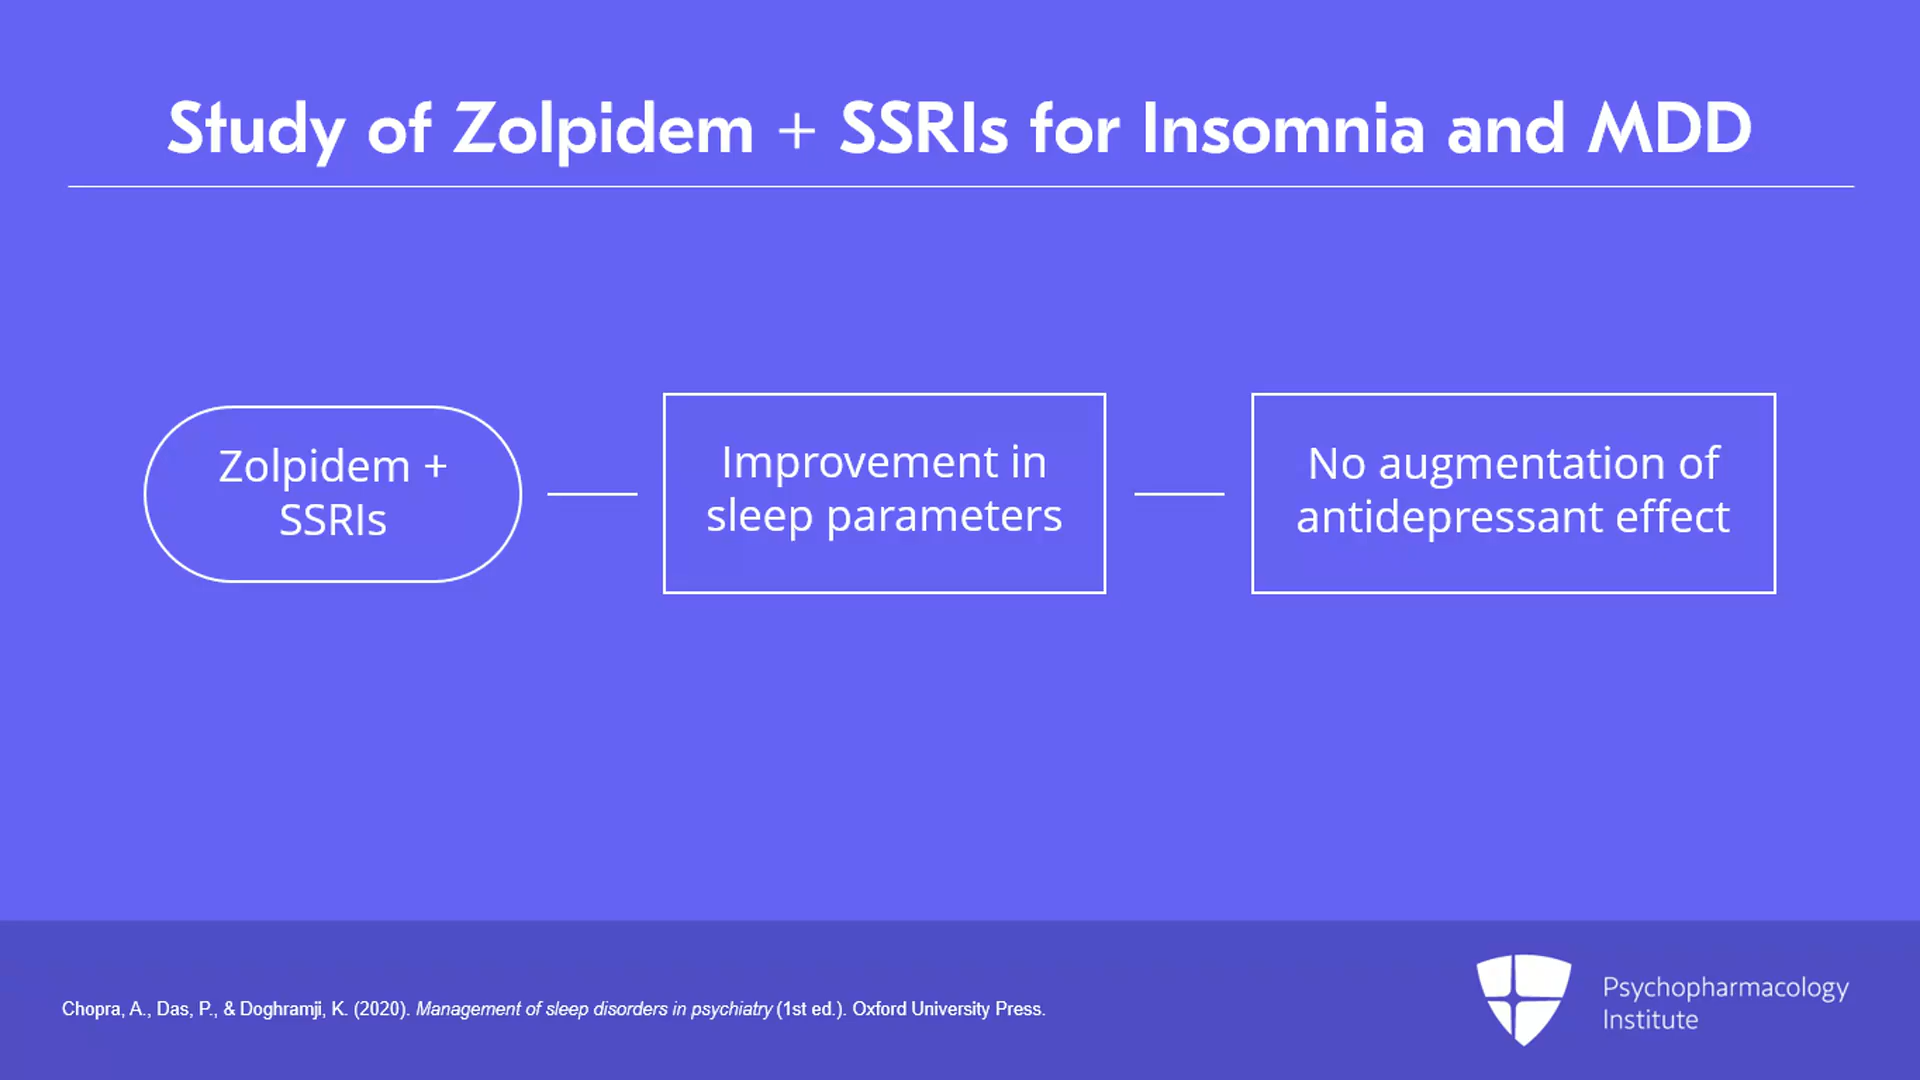 Study of Zolpidem + SSRIs for Insomnia and MDD
Zolpidem +
SSRIs
Improvement in
sleep parameters
No augmentation of
antidepressant effect
Chopra, A., Das, P., & Doghramji, K. (2020). Management of sleep disorders in psychiatry (1st ed.). Oxford University Press.
Psychopharmacology
Institute